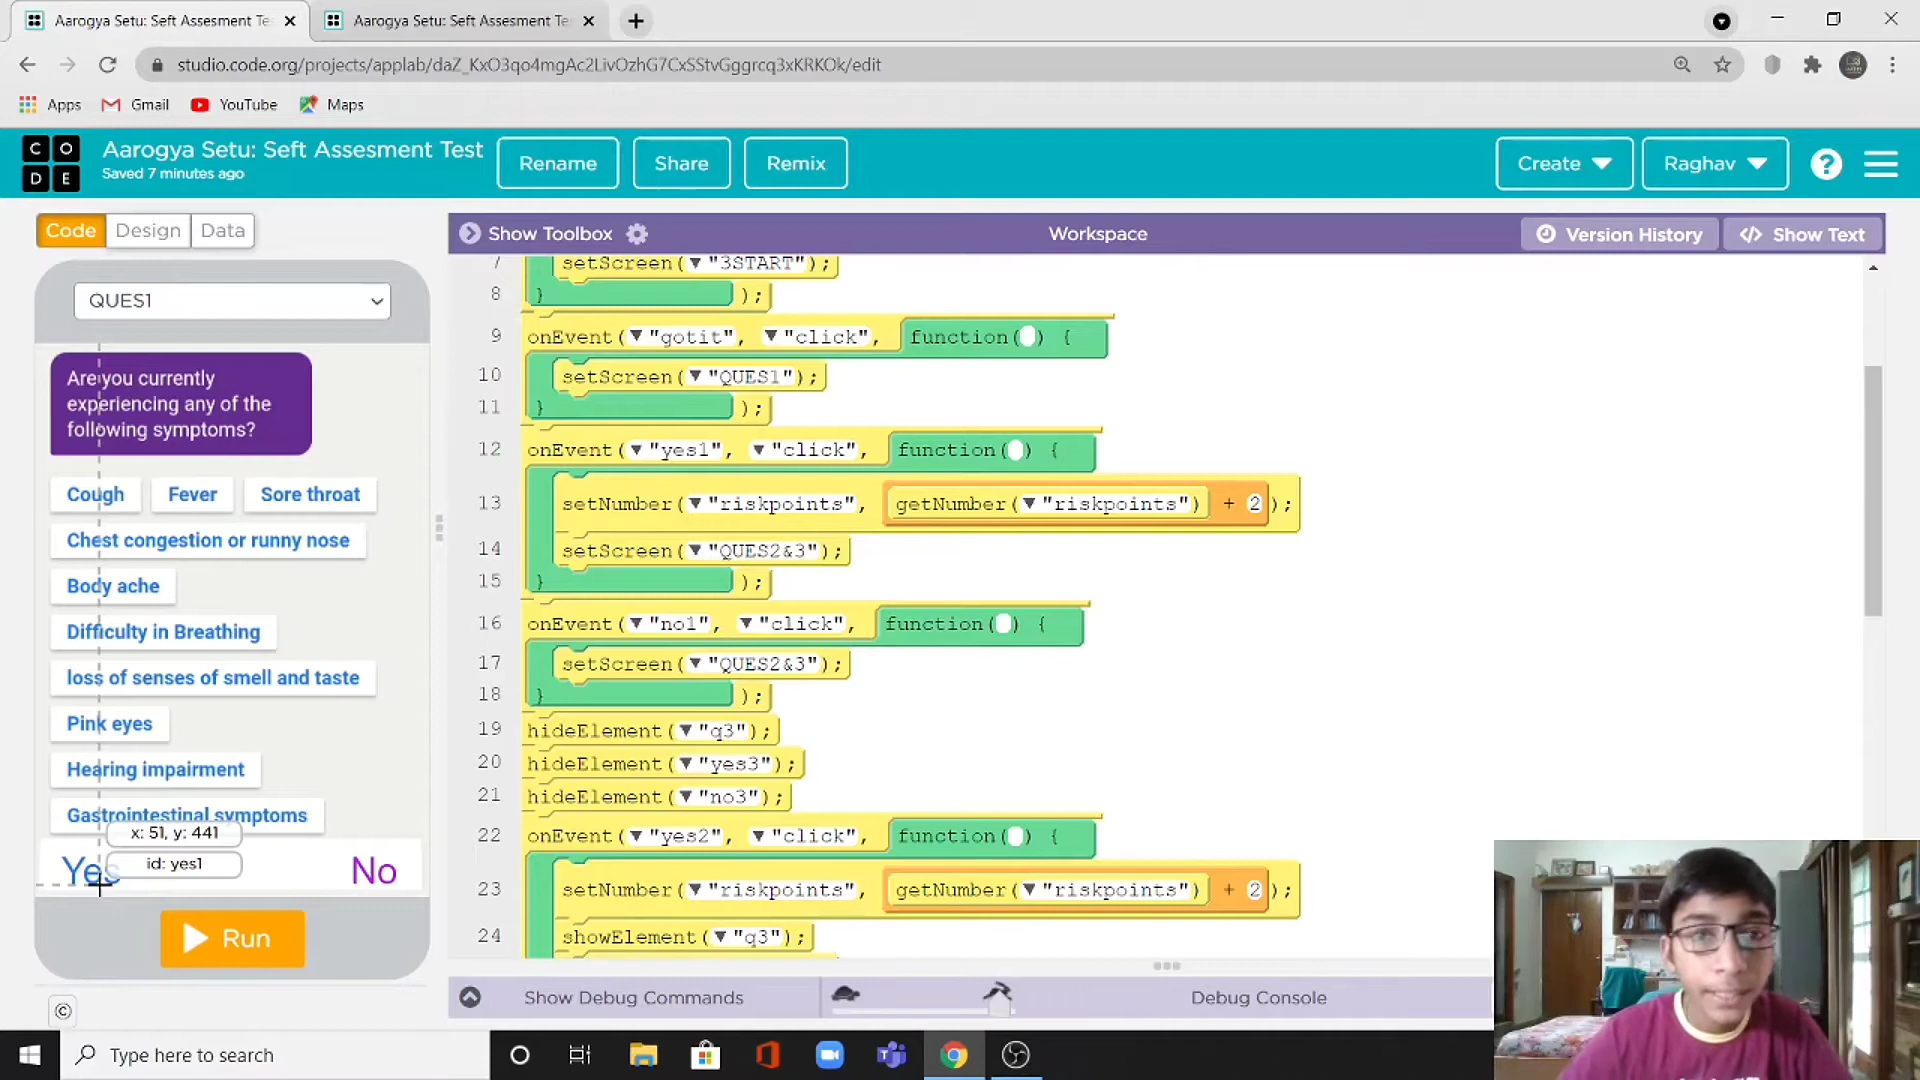 Aarogya Setu: Seft Assesment Te
Aarogya Setu: Seft Assesment Te
studio.code.org/projects/applab/daZ_KxO3qo4mgAc2LivOzhG7CxSStvGggrcq3xKRKOk/edit
Apps Gmail YouTube Maps
CODE
Aarogya Setu: Seft Assesment Test
Saved 7 minutes ago
Rename Share Remix Create Raghav ?
Code Design Data
Show Toolbox Workspace Version History </> Show Text
QUES1
Are you currently
experiencing any of the
following symptoms?
Cough Fever Sore throat
Chest congestion or runny nose
Body ache
Difficulty in Breathing
loss of senses of smell and taste
Pink eyes
Hearing impairment
Gastrointestinal symptoms
x: 51, y: 441
id: yes1
Yes No
Run
7 setScreen("3START");
8 } );
9 onEvent("gotit", "click", function( ) {
10 setScreen("QUES1");
11 } );
12 onEvent("yes1", "click", function( ) {
13 setNumber("riskpoints", getNumber("riskpoints") + 2);
14 setScreen("QUES2&3");
15 } );
16 onEvent("no1", "click", function( ) {
17 setScreen("QUES2&3");
18 } );
19 hideElement("q3");
20 hideElement("yes3");
21 hideElement("no3");
22 onEvent("yes2", "click", function( ) {
23 setNumber("riskpoints", getNumber("riskpoints") + 2);
24 showElement("q3");
Show Debug Commands Debug Console
©
Type here to search